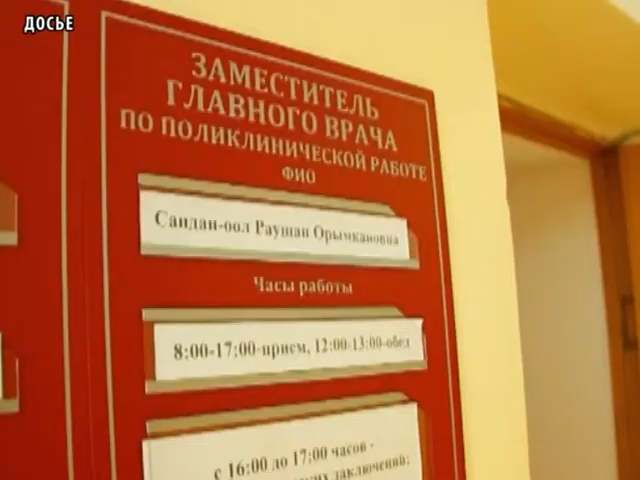 ДОСЬЕ
ЗАМЕСТИТЕЛЬ
ГЛАВНОГО ВРАЧА
ПО ПОЛИКЛИНИЧЕСКОЙ РАБОТЕ
ФИО
Сандан-оол Раушан Орымкановна
Часы работы
8:00-17:00-прием, 12:00-13:00-обед
с 16:00 до 17:00 часов -
заключений: